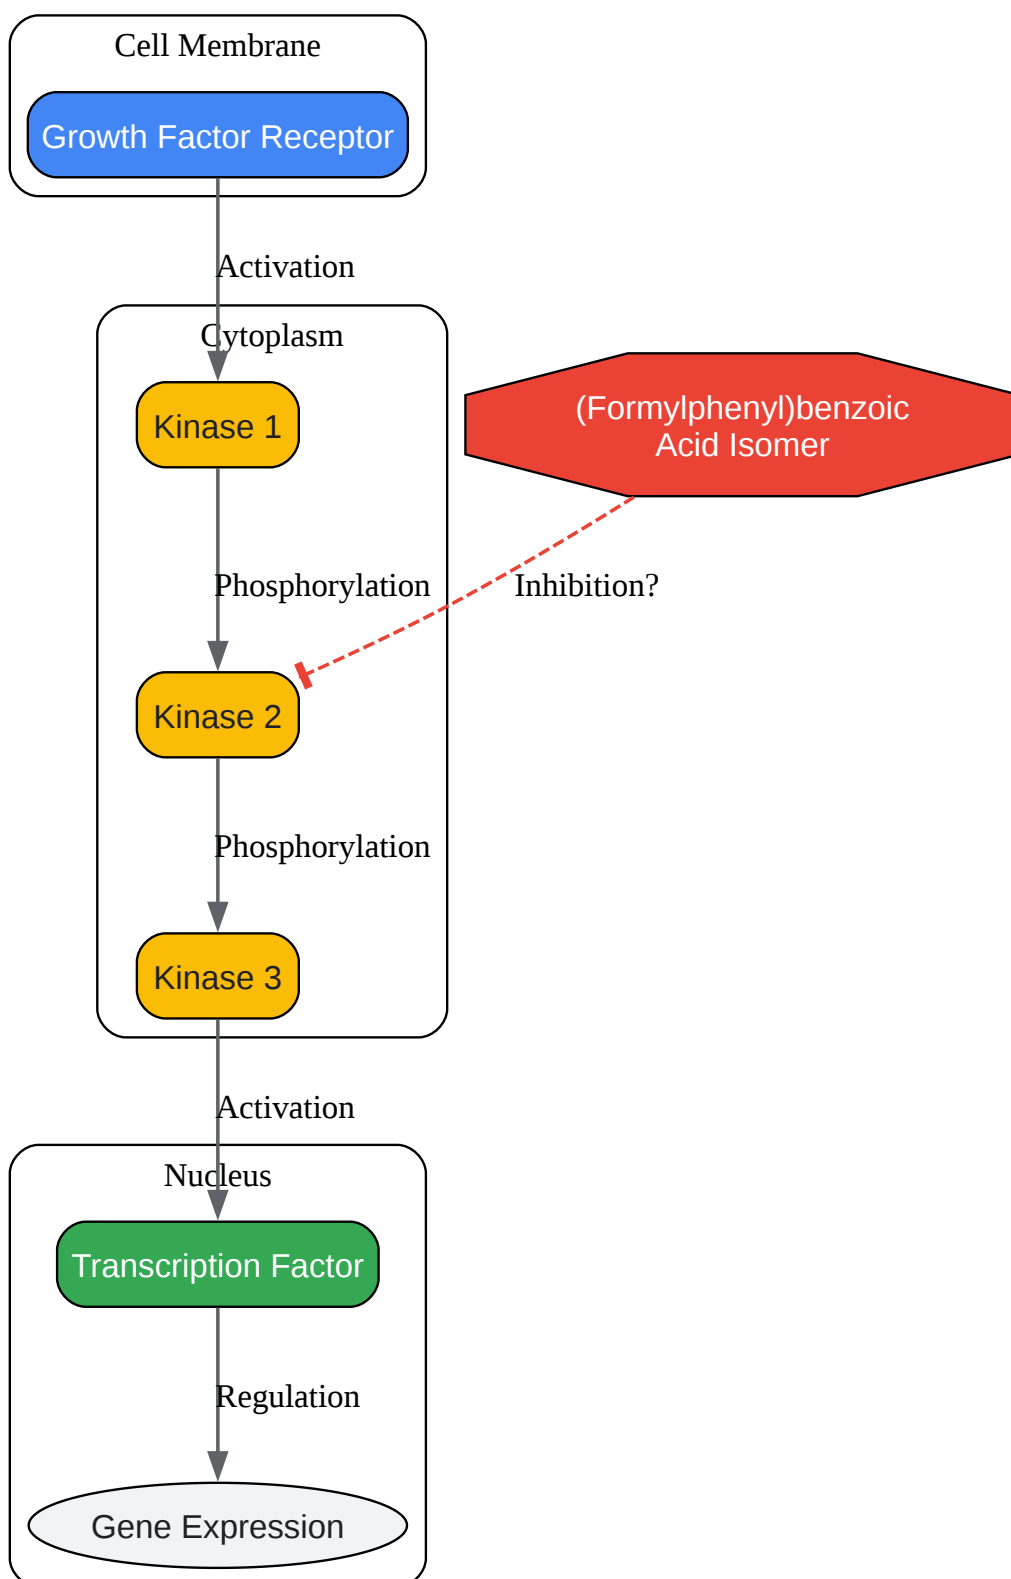 Cell Membrane
Growth Factor Receptor
Activation
Cytoplasm
Kinase 1
(Formylphenyl)benzoic
Acid Isomer
Phosphorylation
Inhibition?
Kinase 2
Phosphorylation
Kinase 3
Activation
Nucleus
Transcription Factor
Regulation
Gene Expression